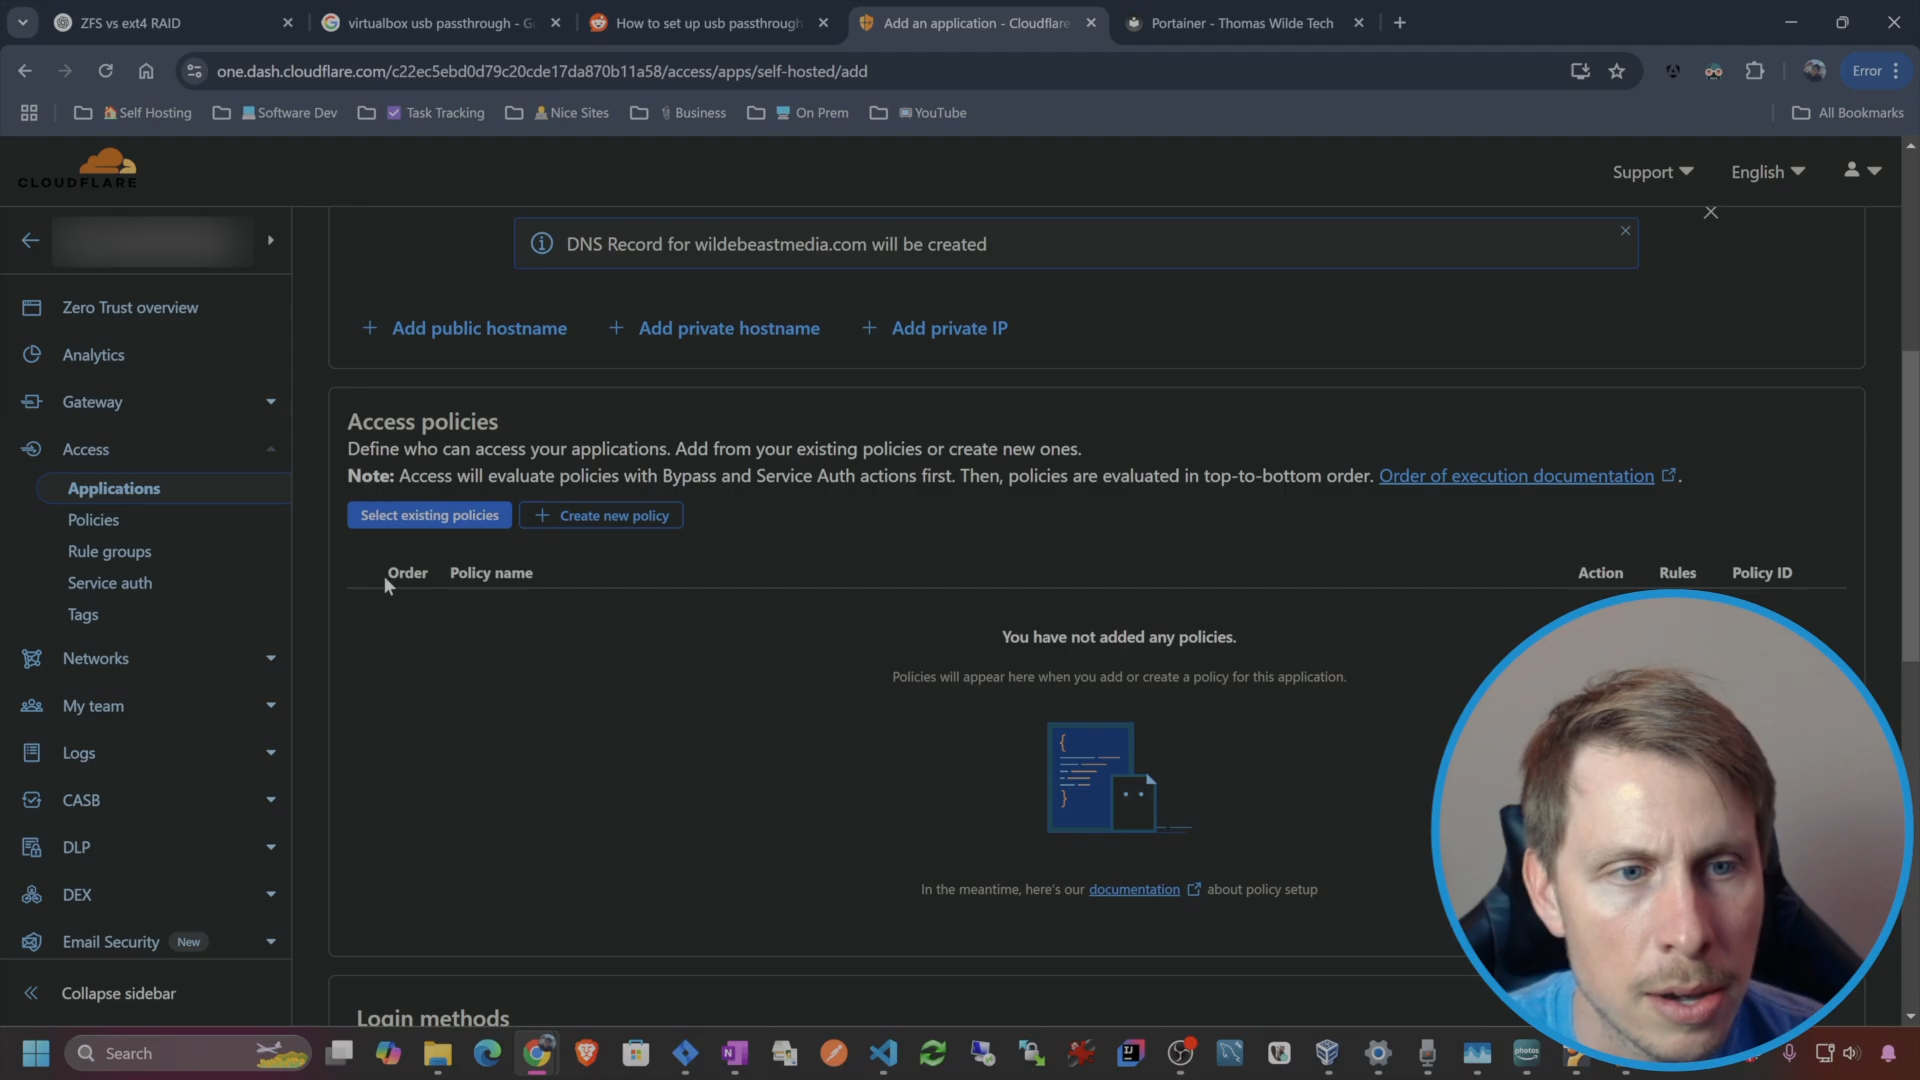 ZFS vs ext4 RAID
virtualbox usb passthrough - Go
How to set up usb passthrough
Add an application - Cloudflare
Portainer - Thomas Wilde Tech
one.dash.cloudflare.com/c22ec5ebd0d79c20cde17da870b11a58/access/apps/self-hosted/add
Error
Self Hosting
Software Dev
Task Tracking
Nice Sites
Business
On Prem
YouTube
All Bookmarks
CLOUDFLARE
Support
English
DNS Record for wildebeastmedia.com will be created
Zero Trust overview
+ Add public hostname
+ Add private hostname
+ Add private IP
Analytics
Gateway
Access
Applications
Policies
Rule groups
Service auth
Tags
Networks
My team
Logs
CASB
DLP
DEX
Email Security New
Collapse sidebar
Access policies
Define who can access your applications. Add from your existing policies or create new ones.
Note: Access will evaluate policies with Bypass and Service Auth actions first. Then, policies are evaluated in top-to-bottom order. Order of execution documentation.
Select existing policies
+ Create new policy
Order
Policy name
Action
Rules
Policy ID
You have not added any policies.
Policies will appear here when you add or create a policy for this application.
In the meantime, here's our documentation about policy setup
Login methods
Search
photos